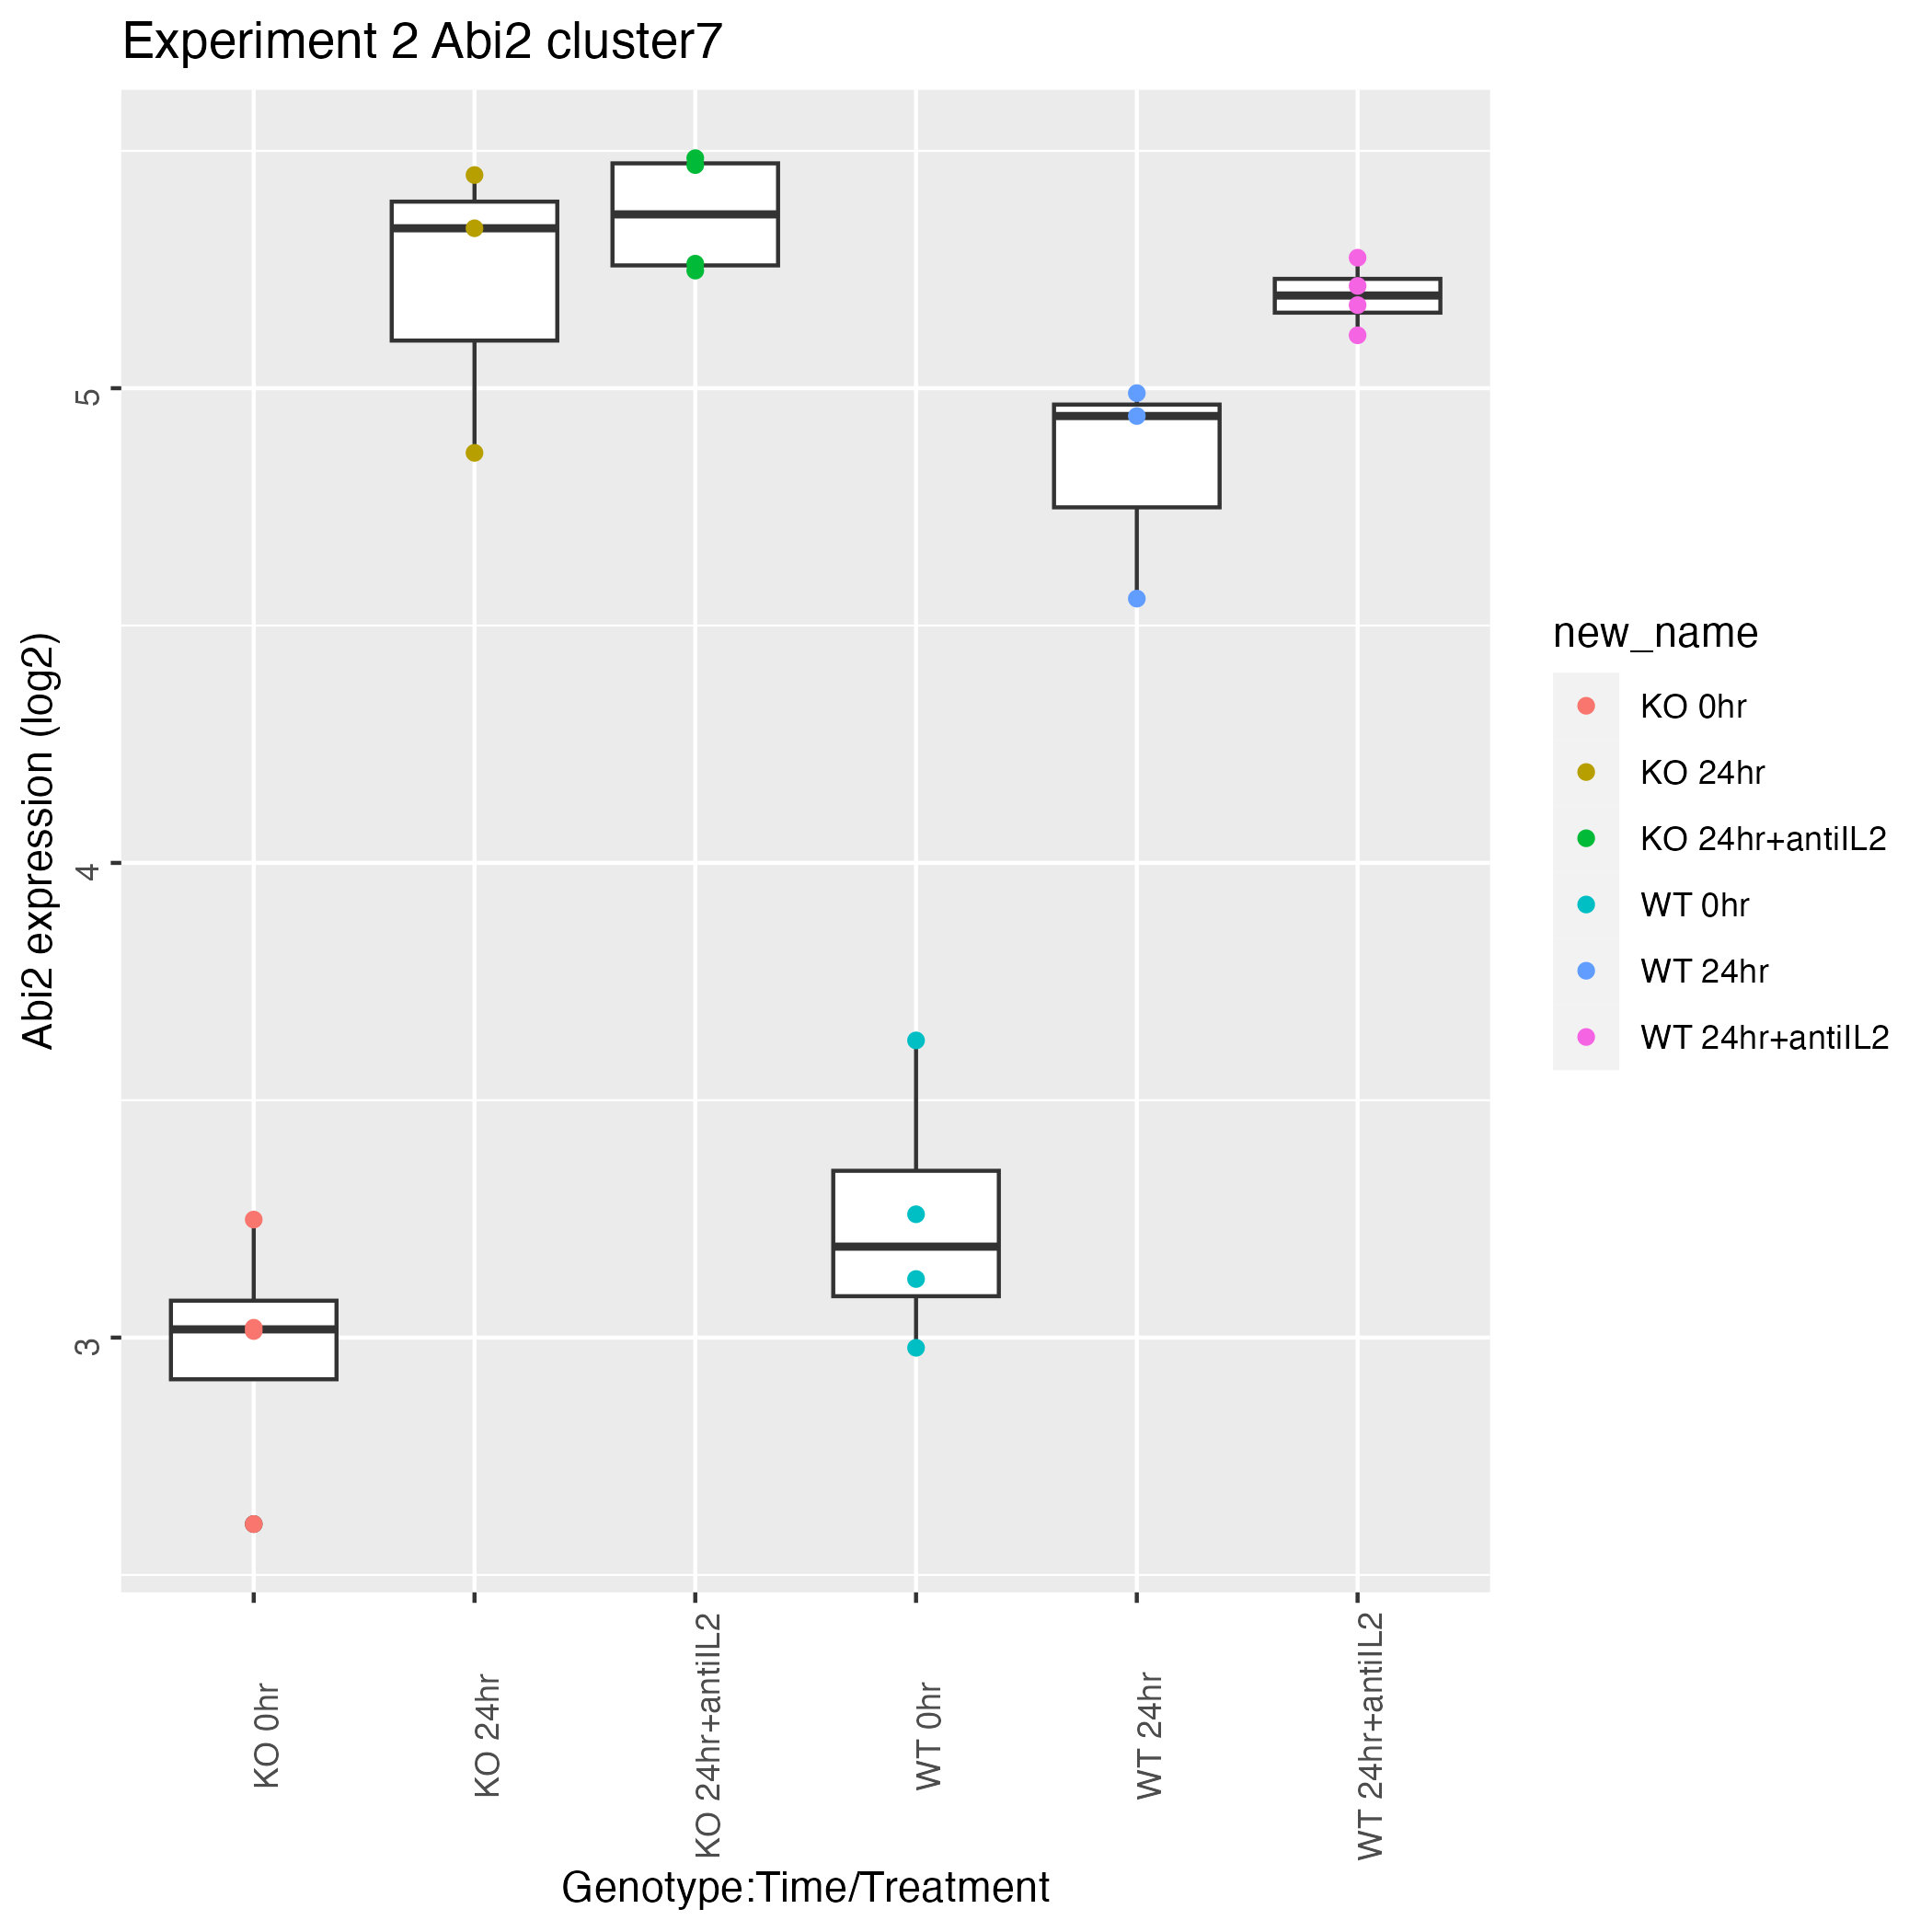 Experiment 2 Abi2 cluster7
Abi2 expression (log2)
5
4
3
KO 0hr
KO 24hr
KO 24hr+antiIL2
WT 0hr
WT 24hr
WT 24hr+antiIL2
Genotype:Time/Treatment
new_name
KO 0hr
KO 24hr
KO 24hr+antiIL2
WT 0hr
WT 24hr
WT 24hr+antiIL2